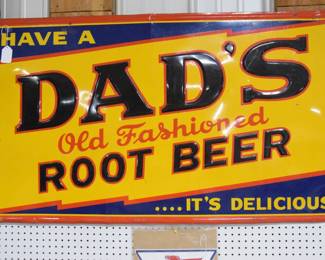 HAVE A
DAD'S
Old Fashioned
ROOT BEER
....IT'S DELICIOUS